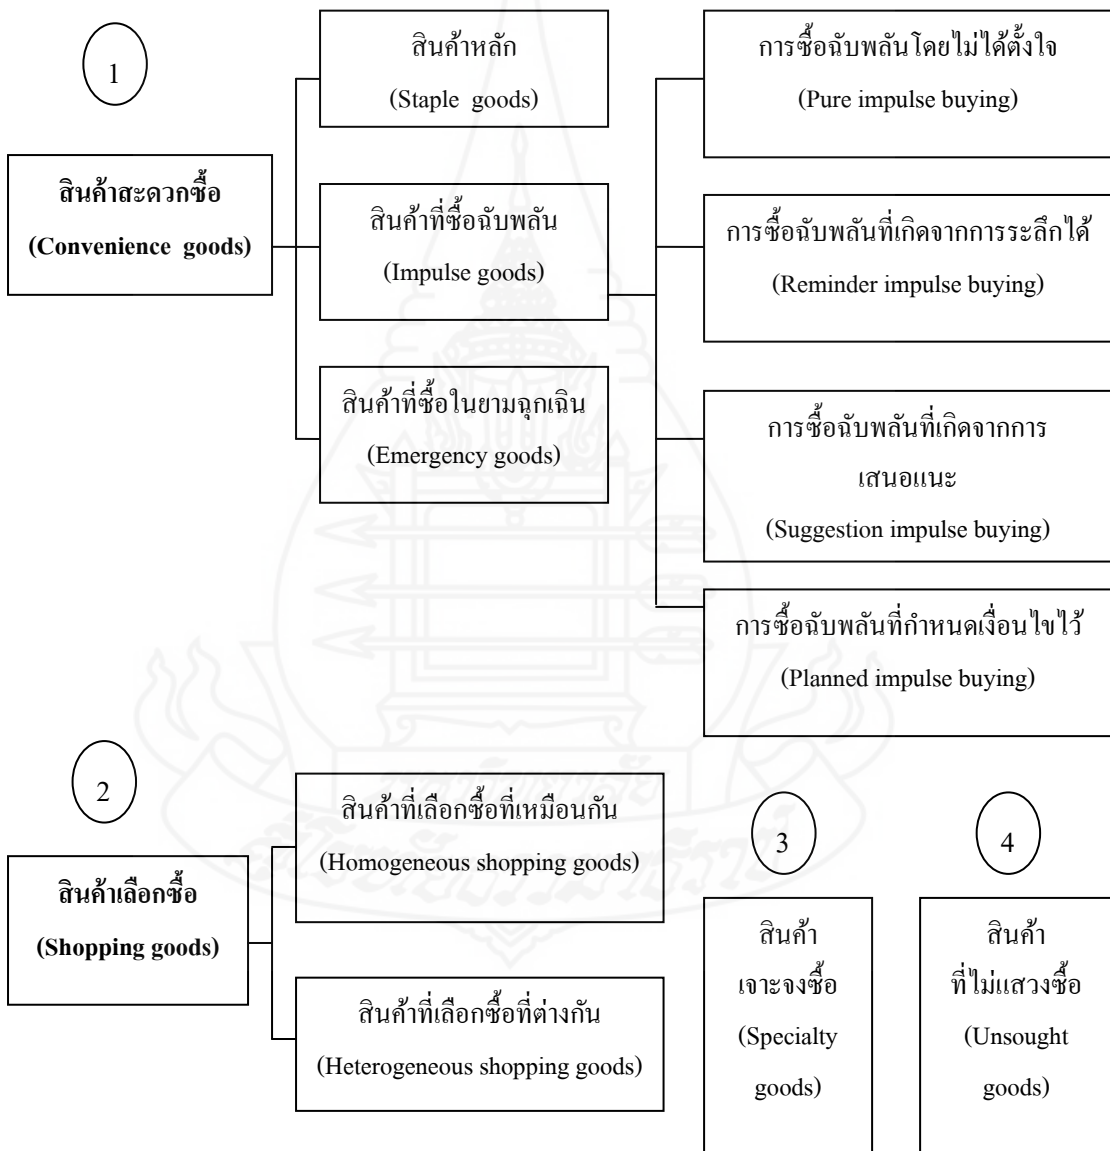 1
สินค้าสะดวกซื้อ
(Convenience goods)
สินค้าหลัก
(Staple goods)
สินค้าที่ซื้อฉับพลัน
(Impulse goods)
สินค้าที่ซื้อในยามฉุกเฉิน
(Emergency goods)
การซื้อฉับพลันโดยไม่ได้ตั้งใจ
(Pure impulse buying)
การซื้อฉับพลันที่เกิดจากการระลึกได้
(Reminder impulse buying)
การซื้อฉับพลันที่เกิดจากการ
เสนอแนะ
(Suggestion impulse buying)
การซื้อฉับพลันที่กำหนดเงื่อนไขไว้
(Planned impulse buying)
2
สินค้าเลือกซื้อ
(Shopping goods)
สินค้าที่เลือกซื้อที่เหมือนกัน
(Homogeneous shopping goods)
สินค้าที่เลือกซื้อที่ต่างกัน
(Heterogeneous shopping goods)
3
สินค้า
เจาะจงซื้อ
(Specialty
goods)
4
สินค้า
ที่ไม่แสวงซื้อ
(Unsought
goods)